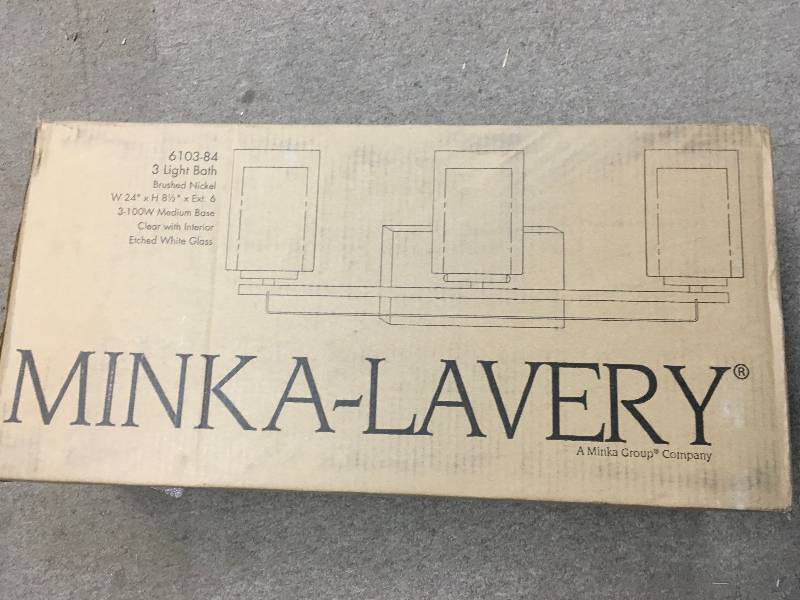 6103-84
3 Light Bath
Brushed Nickel
W 24" x H 8½" x Ext. 6
3-100W Medium Base
Clear with Interior
Etched White Glass
MINKA-LAVERY®
A Minka Group® Company